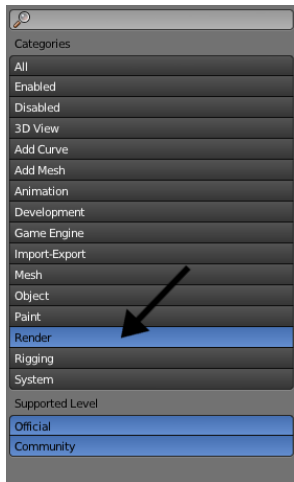 Categories
All
Enabled
Disabled
3D View
Add Curve
Add Mesh
Animation
Development
Game Engine
Import-Export
Mesh
Object
Paint
Render
Rigging
System
Supported Level
Official
Community